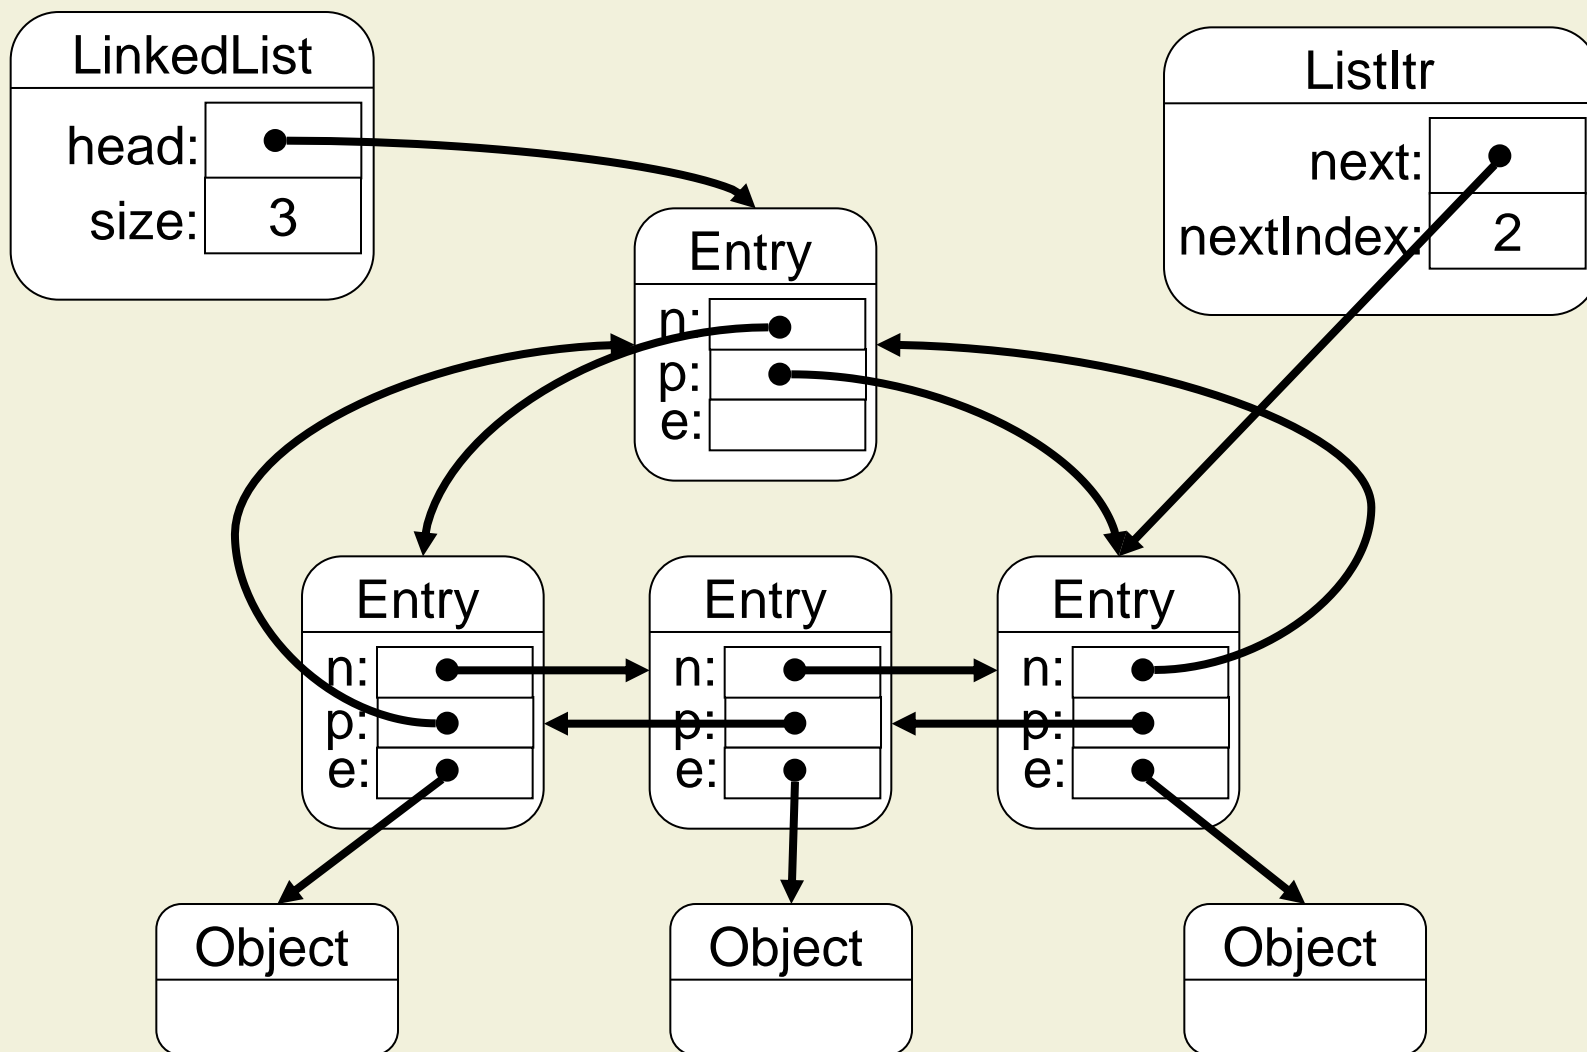 LinkedList
head:
size: 3
ListItr
next:
nextIndex: 2
Entry
n:
p:
e:
Entry
n:
p:
e:
Entry
n:
p:
e:
Entry
n:
p:
e:
Object
Object
Object